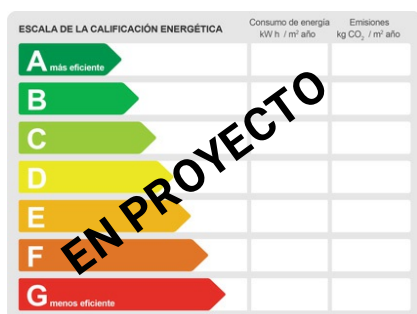 ESCALA DE LA CALIFICACIÓN ENERGÉTICA
Consumo de energía
kW h / m² año
Emisiones
kg CO₂ / m² año
A más eficiente
B
C
D
E
F
G menos eficiente
EN PROYECTO